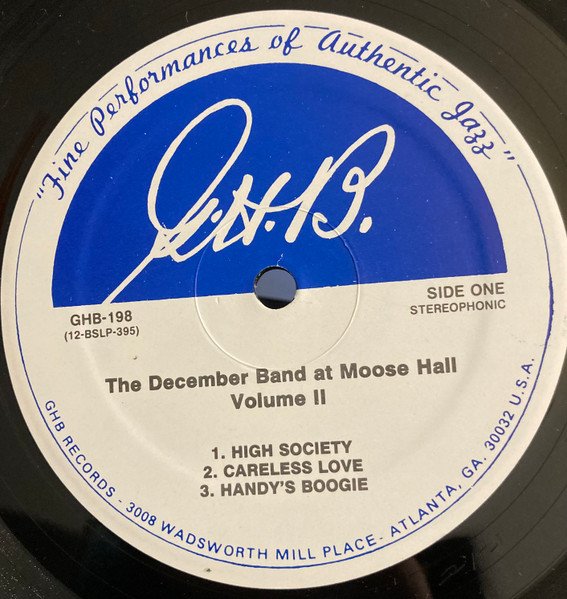 "Fine Performances of Authentic Jazz"
G.H.B.
GHB-198
(12-BSLP-395)
SIDE ONE
STEREOPHONIC
The December Band at Moose Hall
Volume II
1. HIGH SOCIETY
2. CARELESS LOVE
3. HANDY'S BOOGIE
GHB RECORDS - 3008 WADSWORTH MILL PLACE- ATLANTA, GA. 30032 U.S.A.